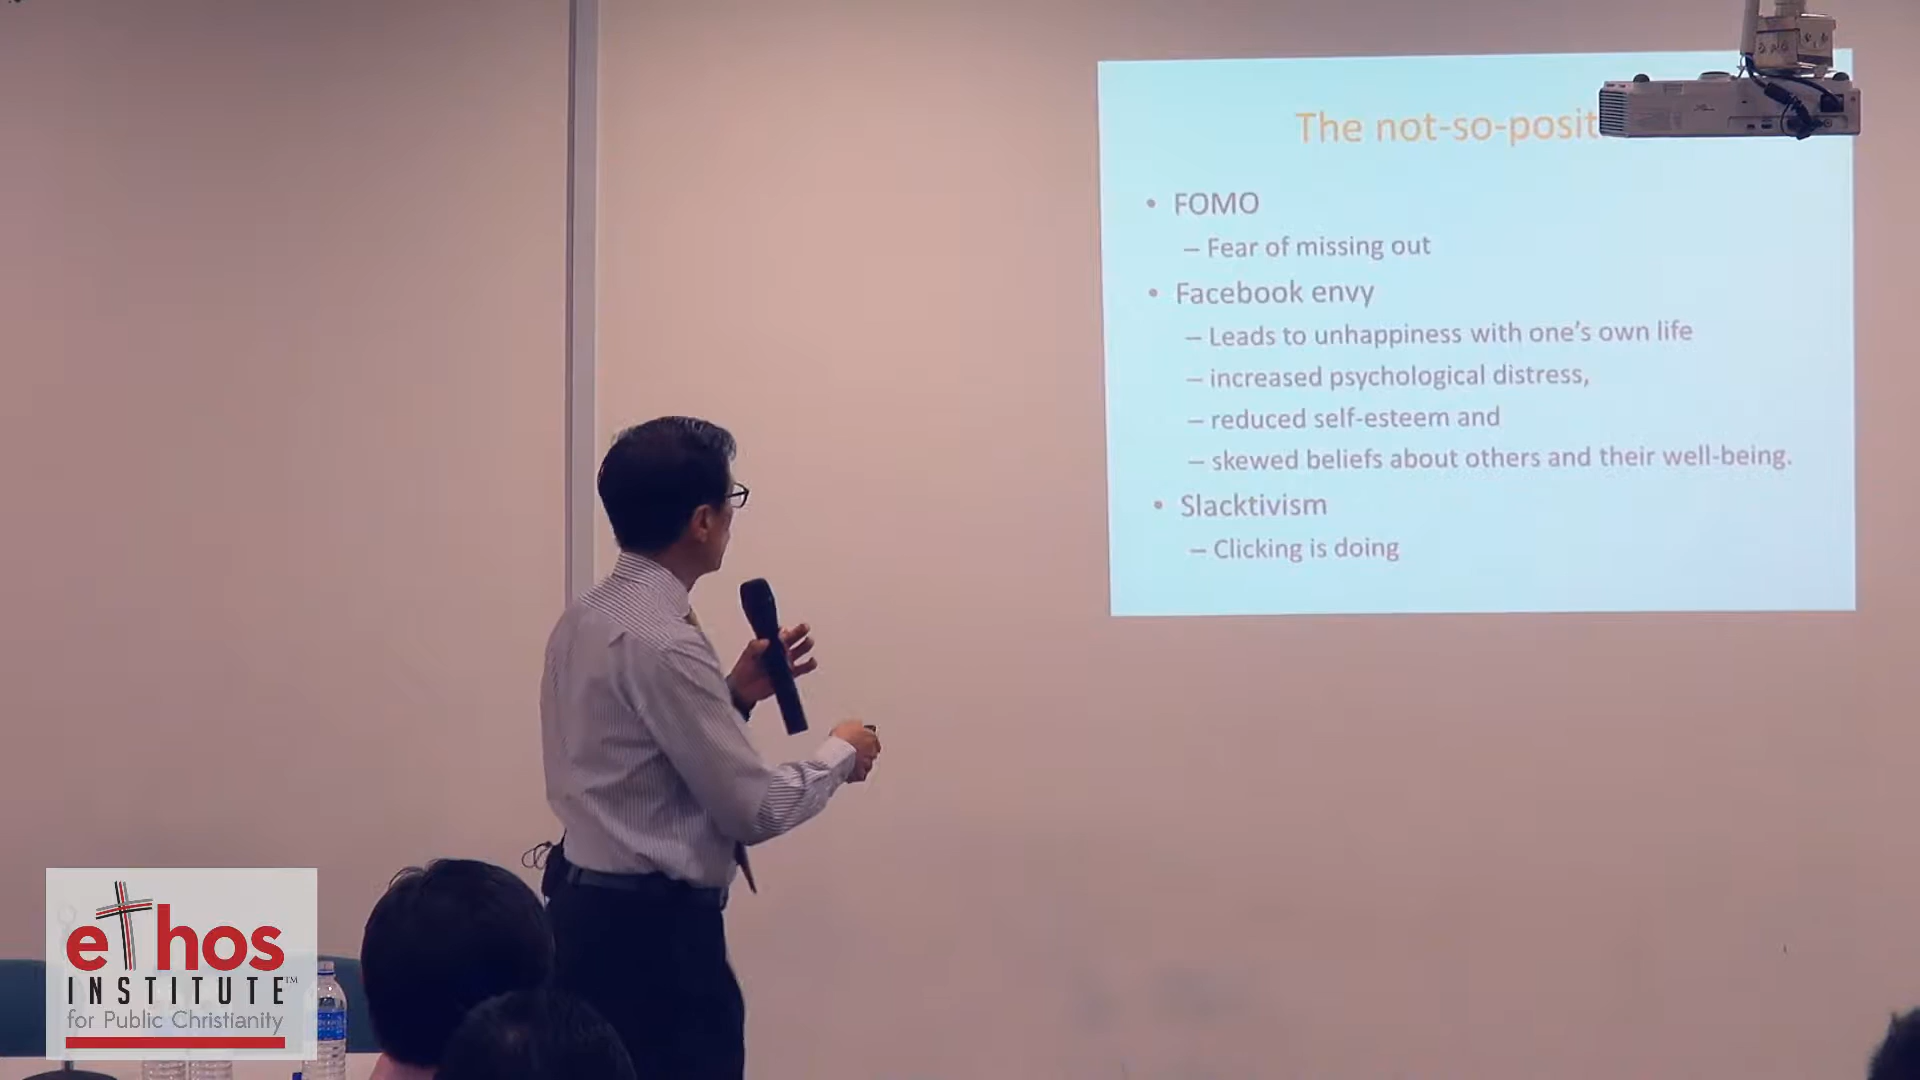 The not-so-posit
• FOMO
– Fear of missing out
• Facebook envy
– Leads to unhappiness with one's own life
– increased psychological distress,
– reduced self-esteem and
– skewed beliefs about others and their well-being.
• Slacktivism
– Clicking is doing
ethos
INSTITUTE™
for Public Christianity